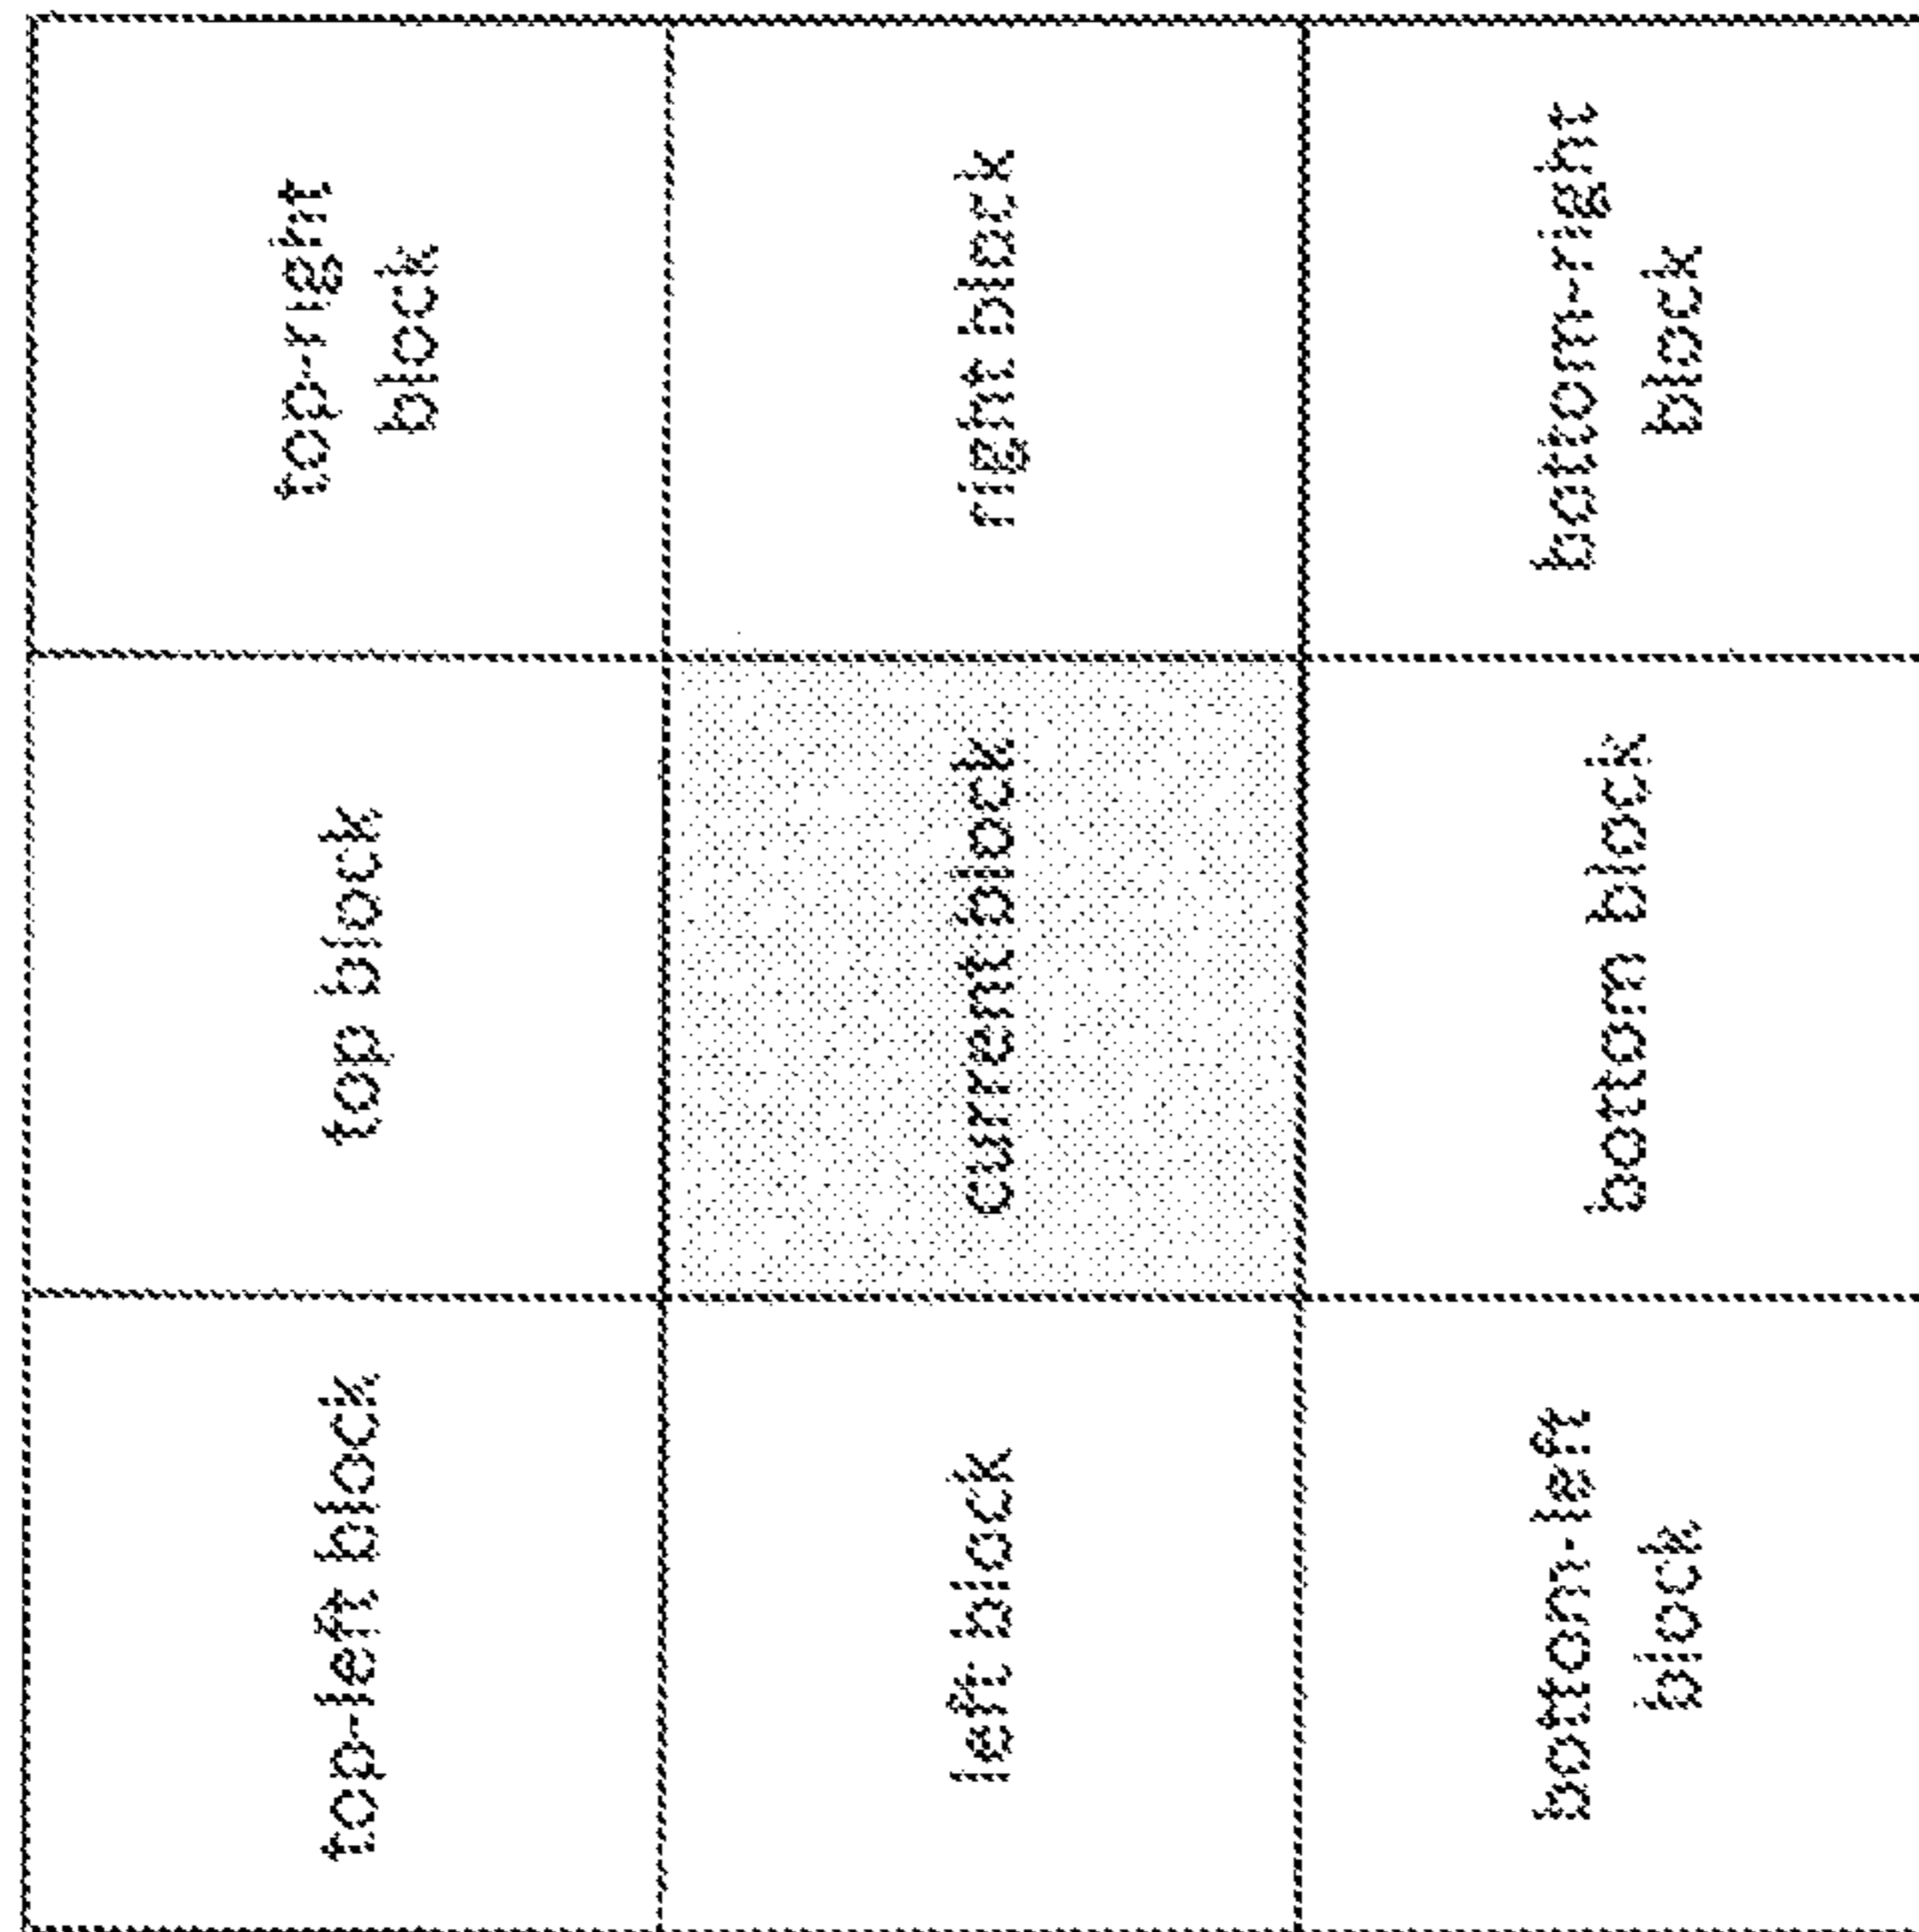 top-left block
top block
top-right
block
left block
current block
right block
bottom-left
block
bottom block
bottom-right
block